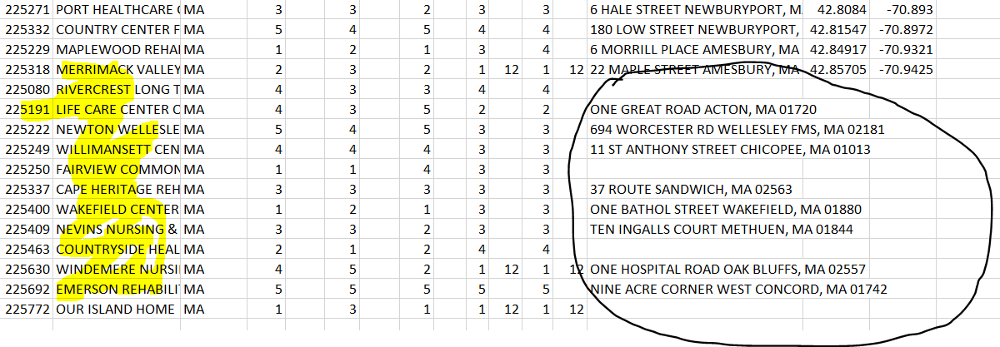 225271 PORT HEALTHCARE MA 3 3 2 3 3 6 HALE STREET NEWBURYPORT, M 42.8084 -70.893
225332 COUNTRY CENTER F MA 5 4 5 4 4 180 LOW STREET NEWBURYPORT, 42.81547 -70.8972
225229 MAPLEWOOD REHA MA 1 2 1 3 4 6 MORRILL PLACE AMESBURY, MA 42.84917 -70.9321
225318 MERRIMACK VALLEY MA 2 3 2 1 12 1 12 22 MAPLE STREET AMESBURY, MA 42.85705 -70.9425
225080 RIVERCREST LONG T MA 4 3 3 4 4
225191 LIFE CARE CENTER O MA 4 3 5 2 2 ONE GREAT ROAD ACTON, MA 01720
225222 NEWTON WELLESLE MA 5 4 5 3 3 694 WORCESTER RD WELLESLEY FMS, MA 02181
225249 WILLIMANSETT CEN MA 4 4 4 3 3 11 ST ANTHONY STREET CHICOPEE, MA 01013
225250 FAIRVIEW COMMON MA 1 1 4 3 3
225337 CAPE HERITAGE REH MA 3 3 3 3 3 37 ROUTE SANDWICH, MA 02563
225400 WAKEFIELD CENTER MA 1 2 1 3 3 ONE BATHOL STREET WAKEFIELD, MA 01880
225409 NEVINS NURSING & MA 3 3 2 3 3 TEN INGALLS COURT METHUEN, MA 01844
225463 COUNTRYSIDE HEAL MA 2 1 2 4 4
225630 WINDEMERE NURSI MA 4 5 2 1 12 1 12 ONE HOSPITAL ROAD OAK BLUFFS, MA 02557
225692 EMERSON REHABILI MA 5 5 5 5 5 NINE ACRE CORNER WEST CONCORD, MA 01742
225772 OUR ISLAND HOME MA 1 3 1 1 12 1 12